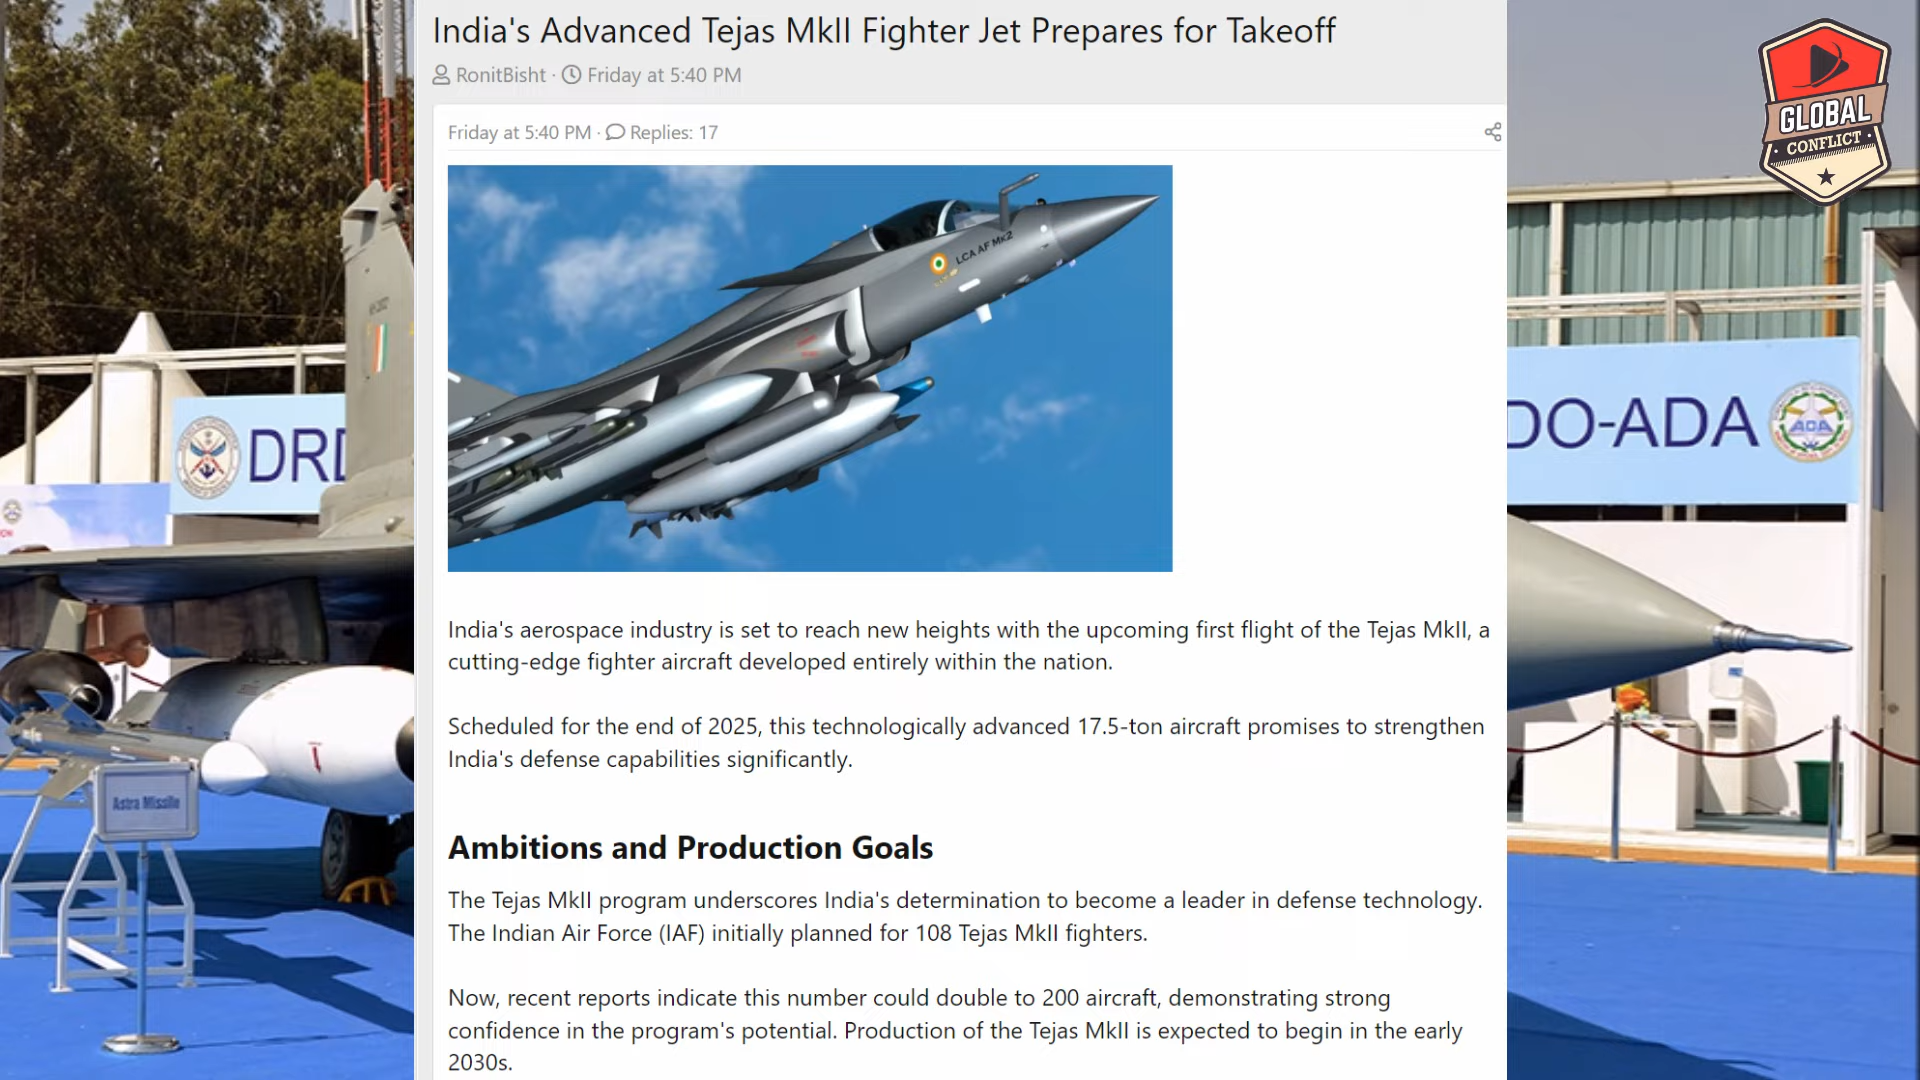 India's Advanced Tejas MkII Fighter Jet Prepares for Takeoff
RonitBisht · Friday at 5:40 PM
Friday at 5:40 PM · Replies: 17
LCA AF Mk2
India's aerospace industry is set to reach new heights with the upcoming first flight of the Tejas MkII, a
cutting-edge fighter aircraft developed entirely within the nation.
Scheduled for the end of 2025, this technologically advanced 17.5-ton aircraft promises to strengthen
India's defense capabilities significantly.
Ambitions and Production Goals
The Tejas MkII program underscores India's determination to become a leader in defense technology.
The Indian Air Force (IAF) initially planned for 108 Tejas MkII fighters.
Now, recent reports indicate this number could double to 200 aircraft, demonstrating strong
confidence in the program's potential. Production of the Tejas MkII is expected to begin in the early
2030s.
GLOBAL
· CONFLICT ·
DRD
DO-ADA
ADA
Astra Missile